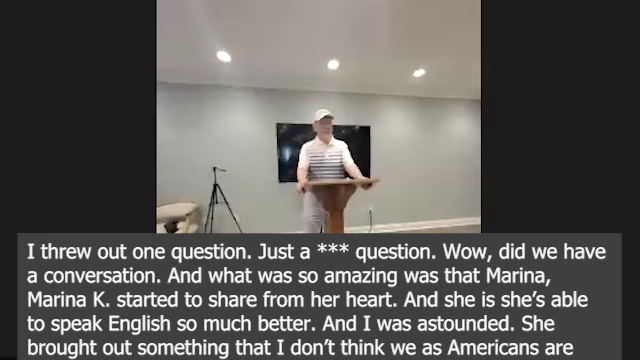 I threw out one question. Just a *** question. Wow, did we have
a conversation. And what was so amazing was that Marina,
Marina K. started to share from her heart. And she is she’s able
to speak English so much better. And I was astounded. She
brought out something that I don’t think we as Americans are